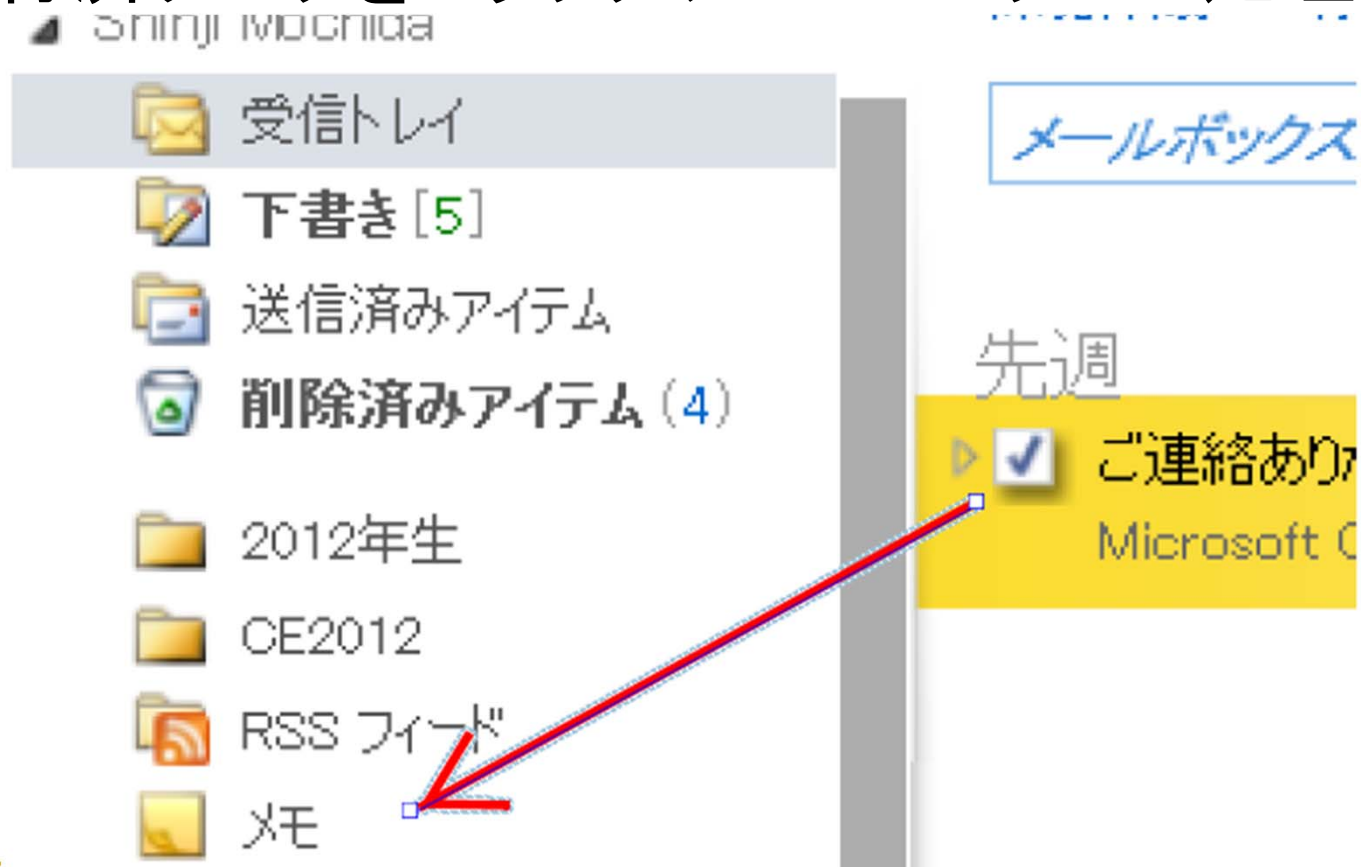 Shinji Mochida
受信トレイ
下書き [5]
送信済みアイテム
削除済みアイテム (4)
2012年生
CE2012
RSS フィード
メモ
メールボックス
先週
ご連絡あり
Microsoft